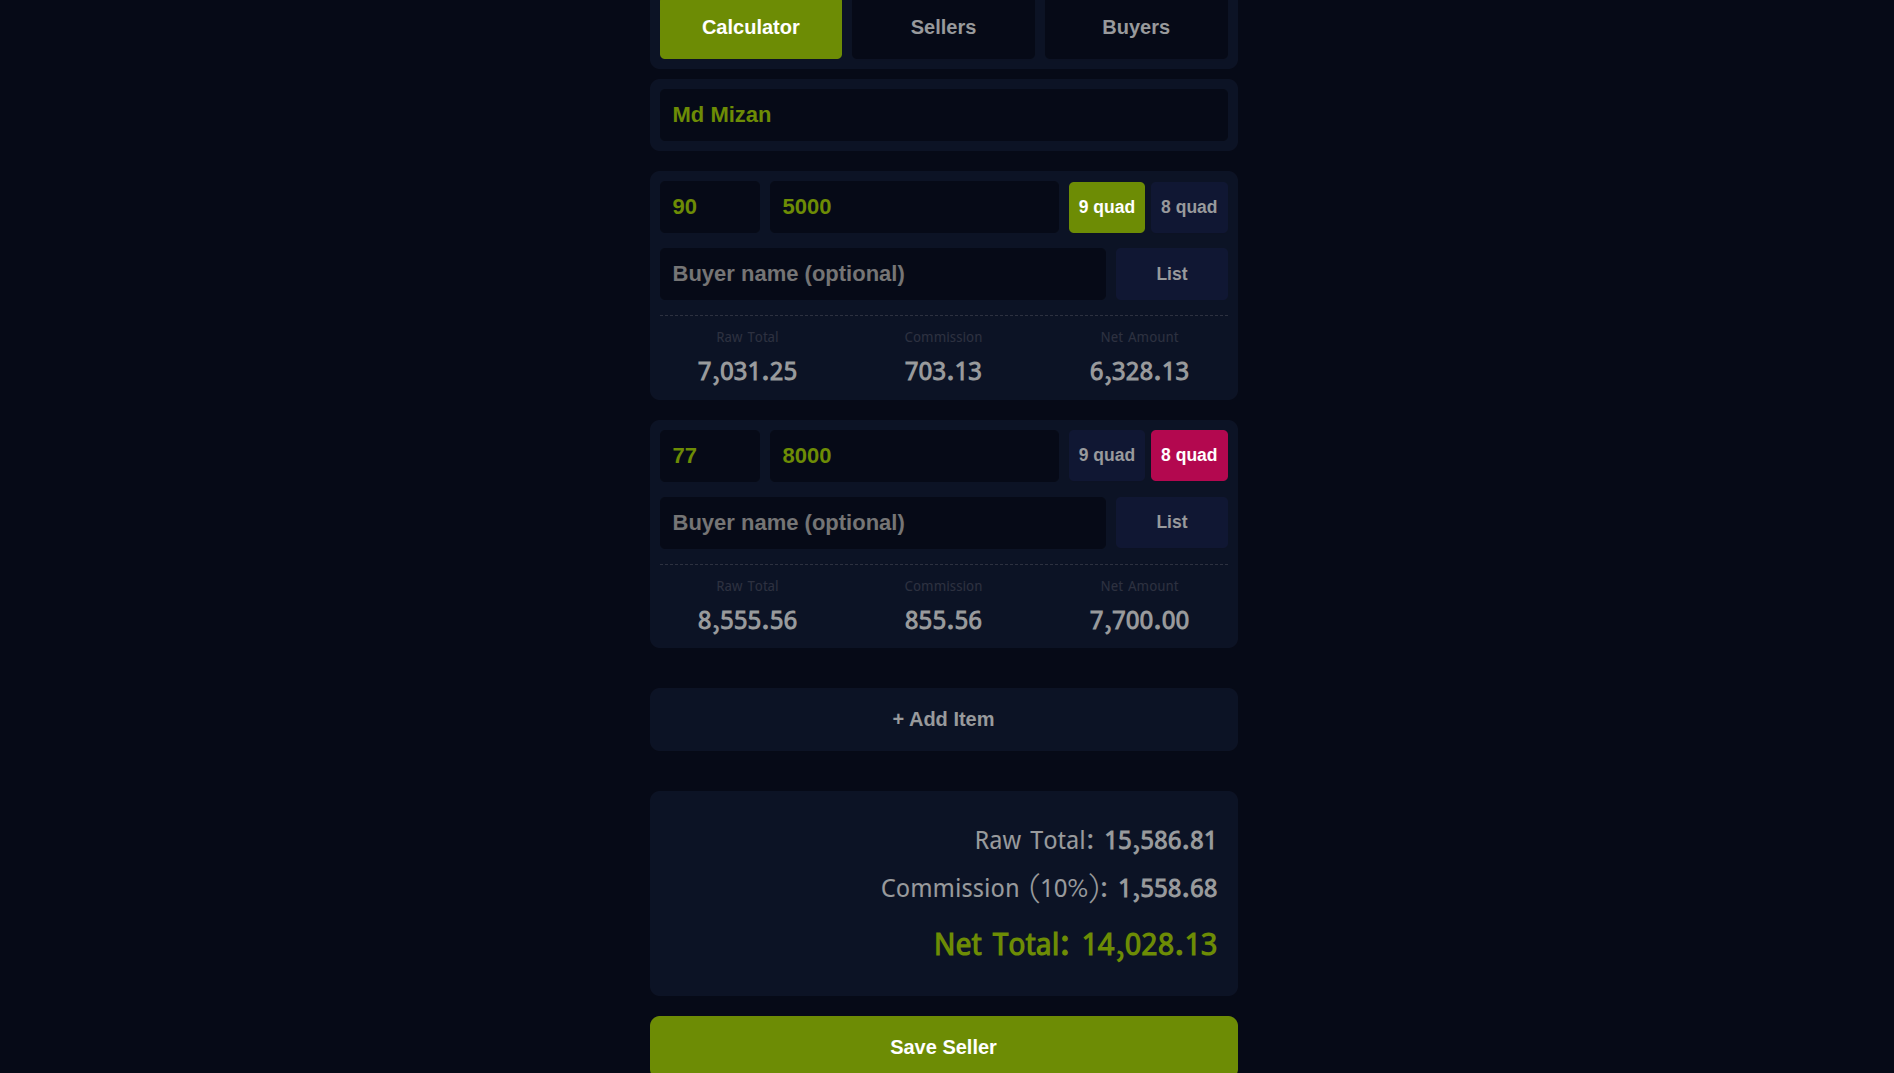 Calculator Sellers Buyers
Md Mizan
90 5000 9 quad 8 quad
Buyer name (optional) List
Raw Total Commission Net Amount
7,031.25 703.13 6,328.13
77 8000 9 quad 8 quad
Buyer name (optional) List
Raw Total Commission Net Amount
8,555.56 855.56 7,700.00
+ Add Item
Raw Total: 15,586.81
Commission (10%): 1,558.68
Net Total: 14,028.13
Save Seller